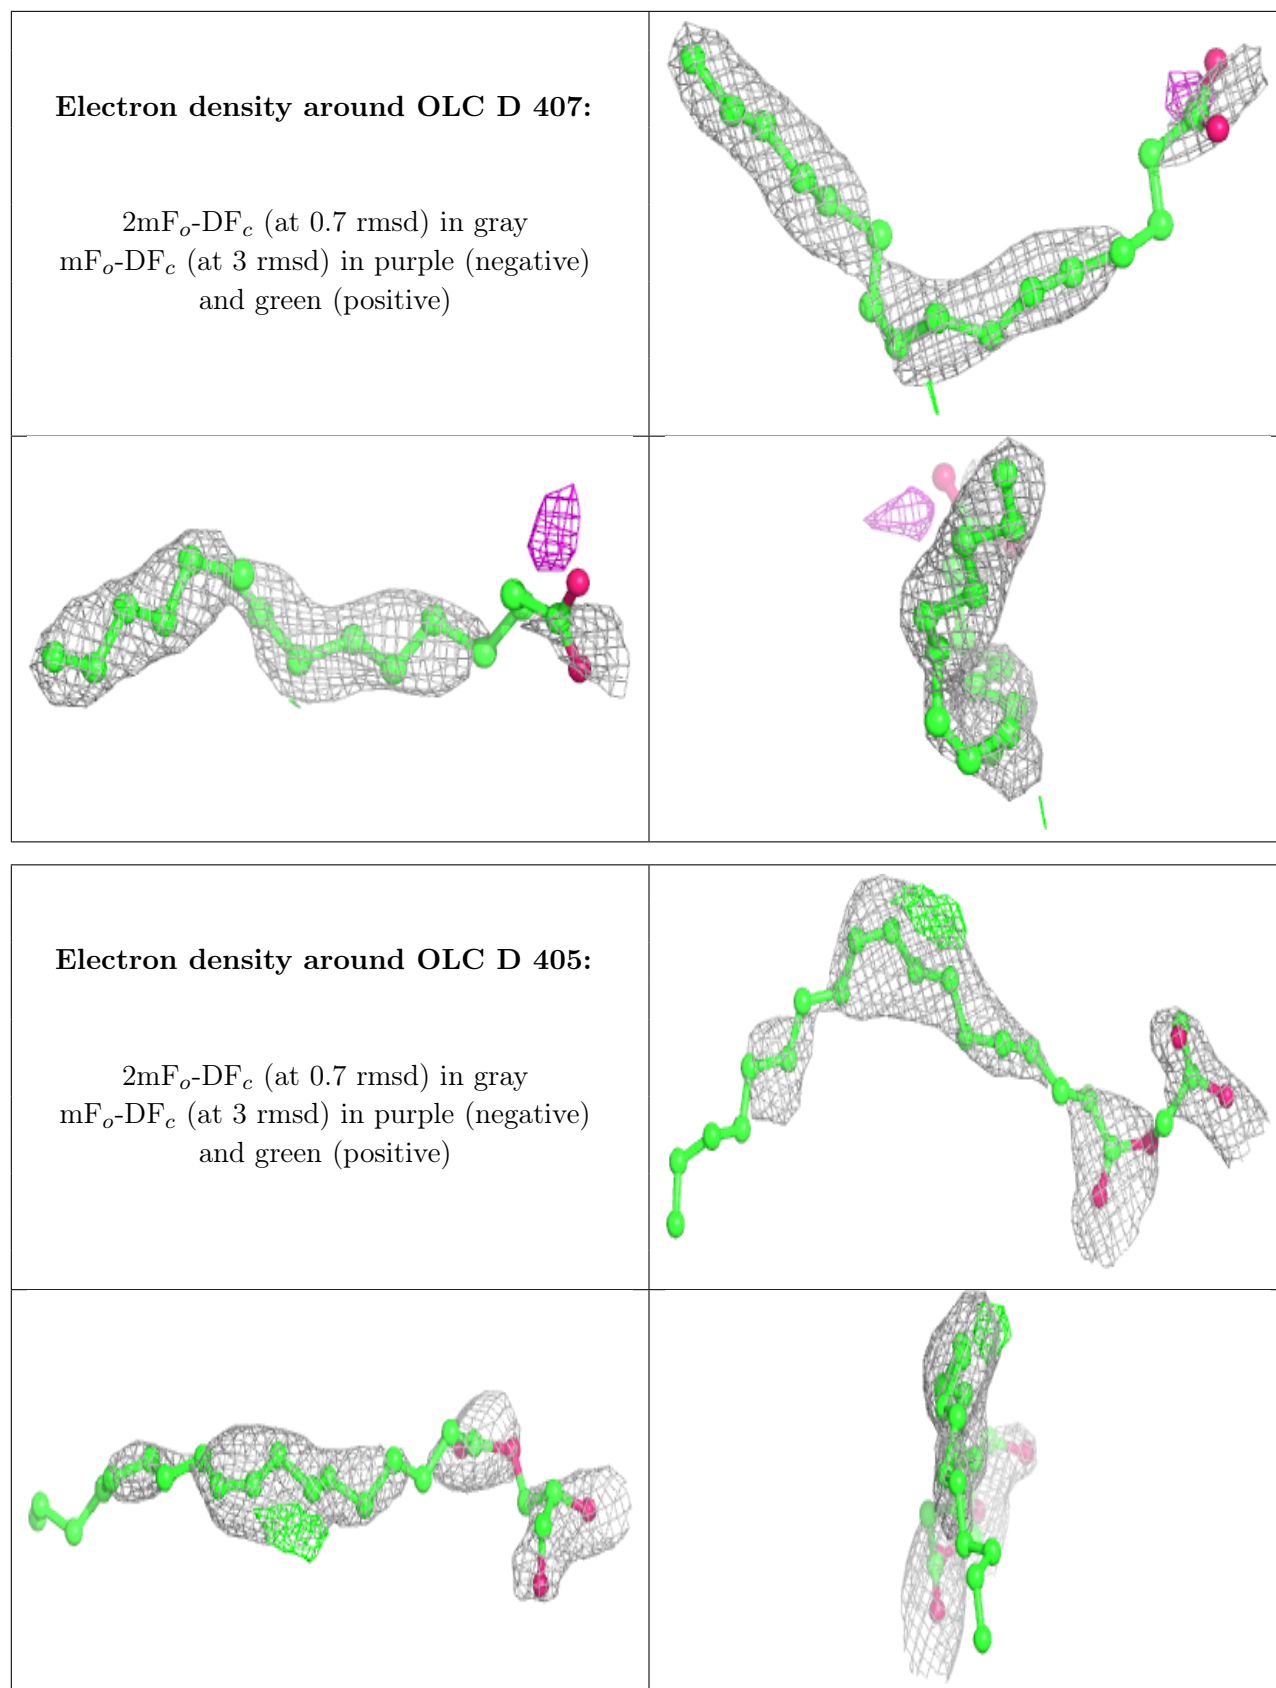 Electron density around OLC D 407:
2mFo-DFc (at 0.7 rmsd) in gray
mFo-DFc (at 3 rmsd) in purple (negative)
and green (positive)
Electron density around OLC D 405:
2mFo-DFc (at 0.7 rmsd) in gray
mFo-DFc (at 3 rmsd) in purple (negative)
and green (positive)